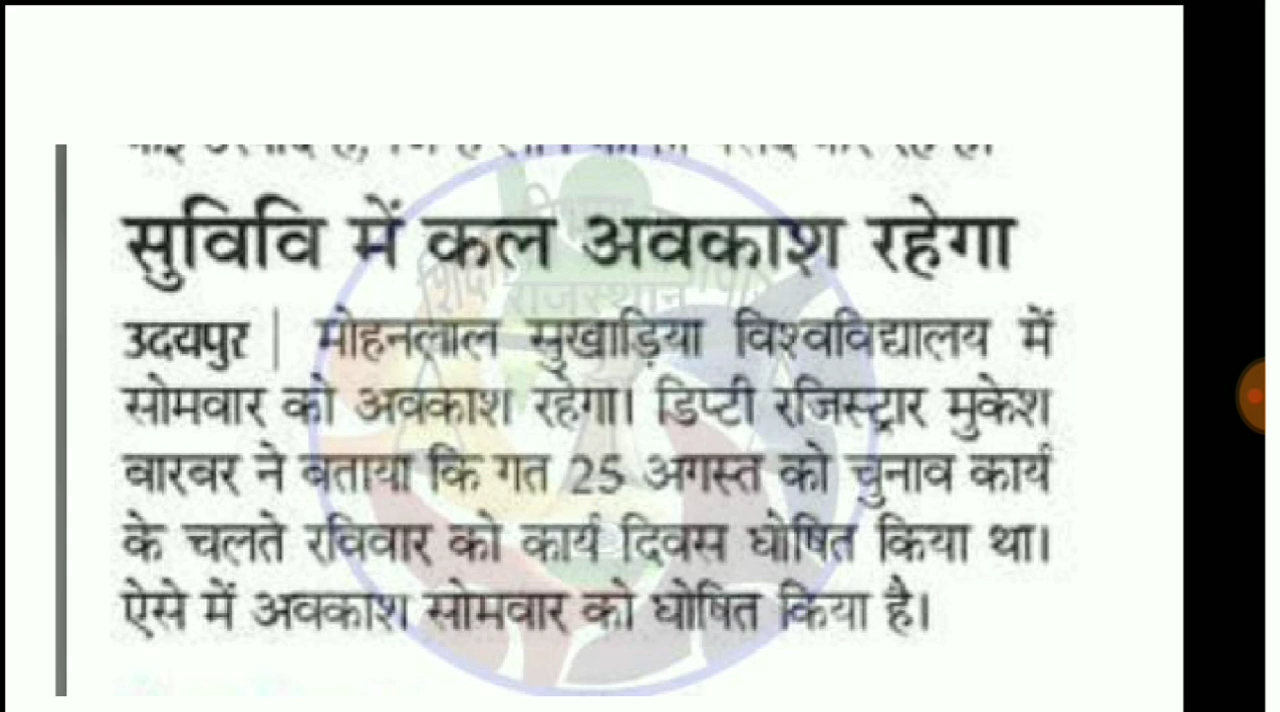 सुविवि में कल अवकाश रहेगा
उदयपुर | मोहनलाल सुखाड़िया विश्वविद्यालय में
सोमवार को अवकाश रहेगा। डिप्टी रजिस्ट्रार मुकेश
बारबर ने बताया कि गत 25 अगस्त को चुनाव कार्य
के चलते रविवार को कार्य दिवस घोषित किया था।
ऐसे में अवकाश सोमवार को घोषित किया है।
राजस्थान